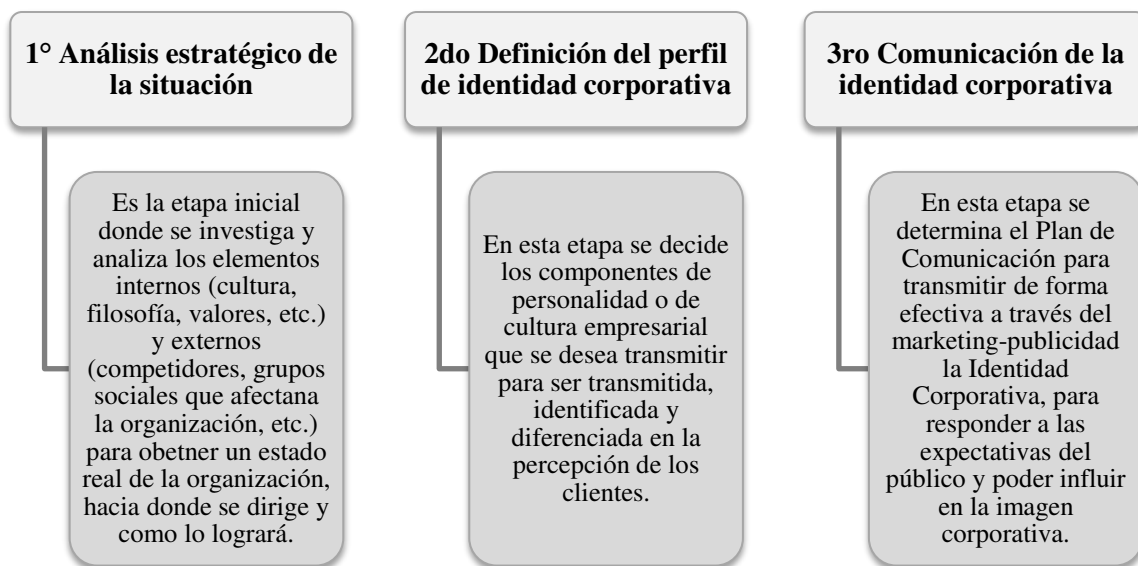 1° Análisis estratégico de
la situación
Es la etapa inicial
donde se investiga y
analiza los elementos
internos (cultura,
filosofía, valores, etc.)
y externos
(competidores, grupos
sociales que afectana
la organización, etc.)
para obetner un estado
real de la organización,
hacia donde se dirige y
como lo logrará.
2do Definición del perfil
de identidad corporativa
En esta etapa se decide
los componentes de
personalidad o de
cultura empresarial
que se desea transmitir
para ser transmitida,
identificada y
diferenciada en la
percepción de los
clientes.
3ro Comunicación de la
identidad corporativa
En esta etapa se
determina el Plan de
Comunicación para
transmitir de forma
efectiva a través del
marketing-publicidad
la Identidad
Corporativa, para
responder a las
expectativas del
público y poder influir
en la imagen
corporativa.